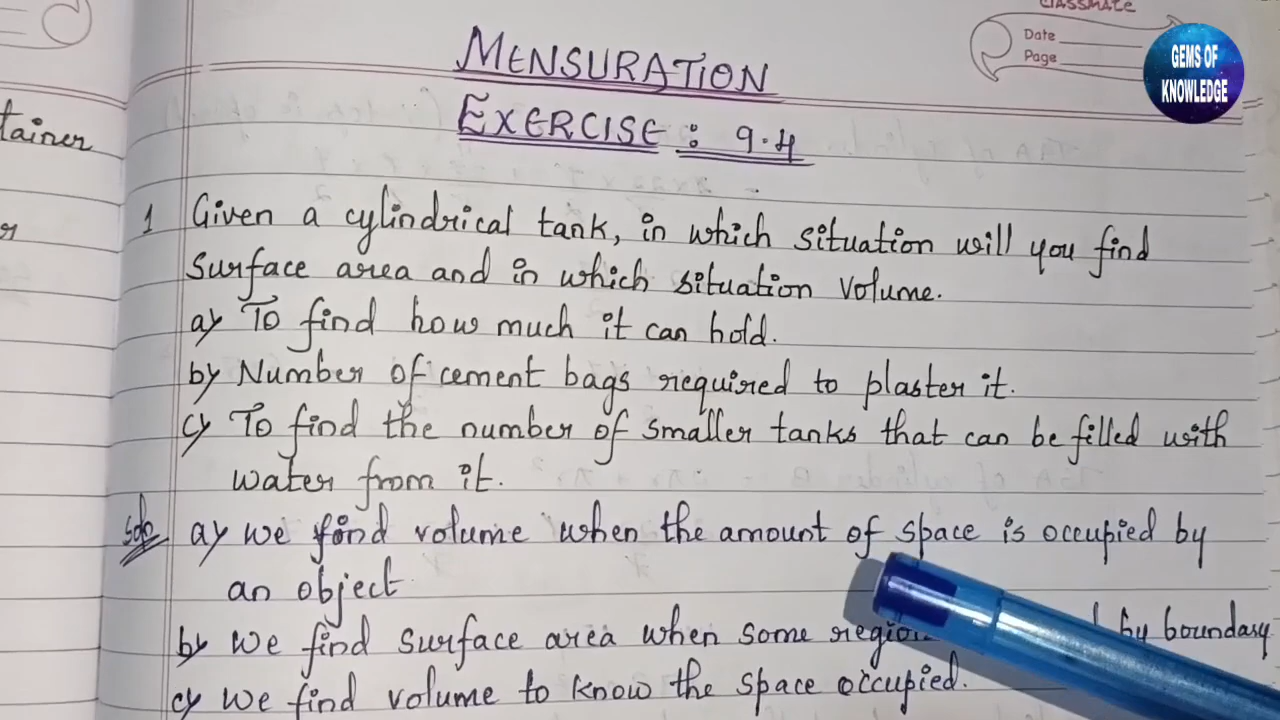 CLASSMATE
Date
Page
GEMS OF
KNOWLEDGE
MENSURATION
EXERCISE : 9.4
tainer
1 Given a cylindrical tank, in which situation will you find
surface area and in which situation volume.
a) To find how much it can hold.
b) Number of cement bags required to plaster it.
c) To find the number of smaller tanks that can be filled with
water from it.
Sol a) we find volume when the amount of space is occupied by
an object
b) we find surface area when some region by boundary
c) we find volume to know the space occupied.